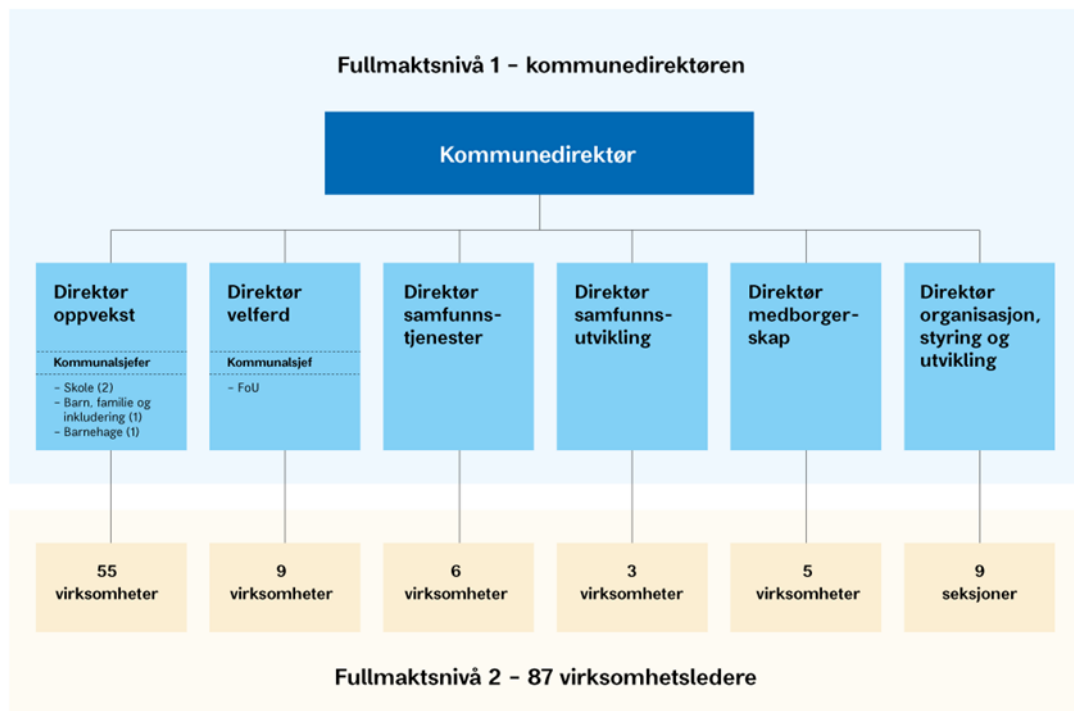 Fullmaktsnivå 1 – kommunedirektøren
Kommunedirektør
Direktør
oppvekst
Kommunalsjefer
– Skole (2)
– Barn, familie og
inkludering (1)
– Barnehage (1)
Direktør
velferd
Kommunalsjef
– FoU
Direktør
samfunns-
tjenester
Direktør
samfunns-
utvikling
Direktør
medborger-
skap
Direktør
organisasjon,
styring og
utvikling
55
virksomheter
9
virksomheter
6
virksomheter
3
virksomheter
5
virksomheter
9
seksjoner
Fullmaktsnivå 2 – 87 virksomhetsledere